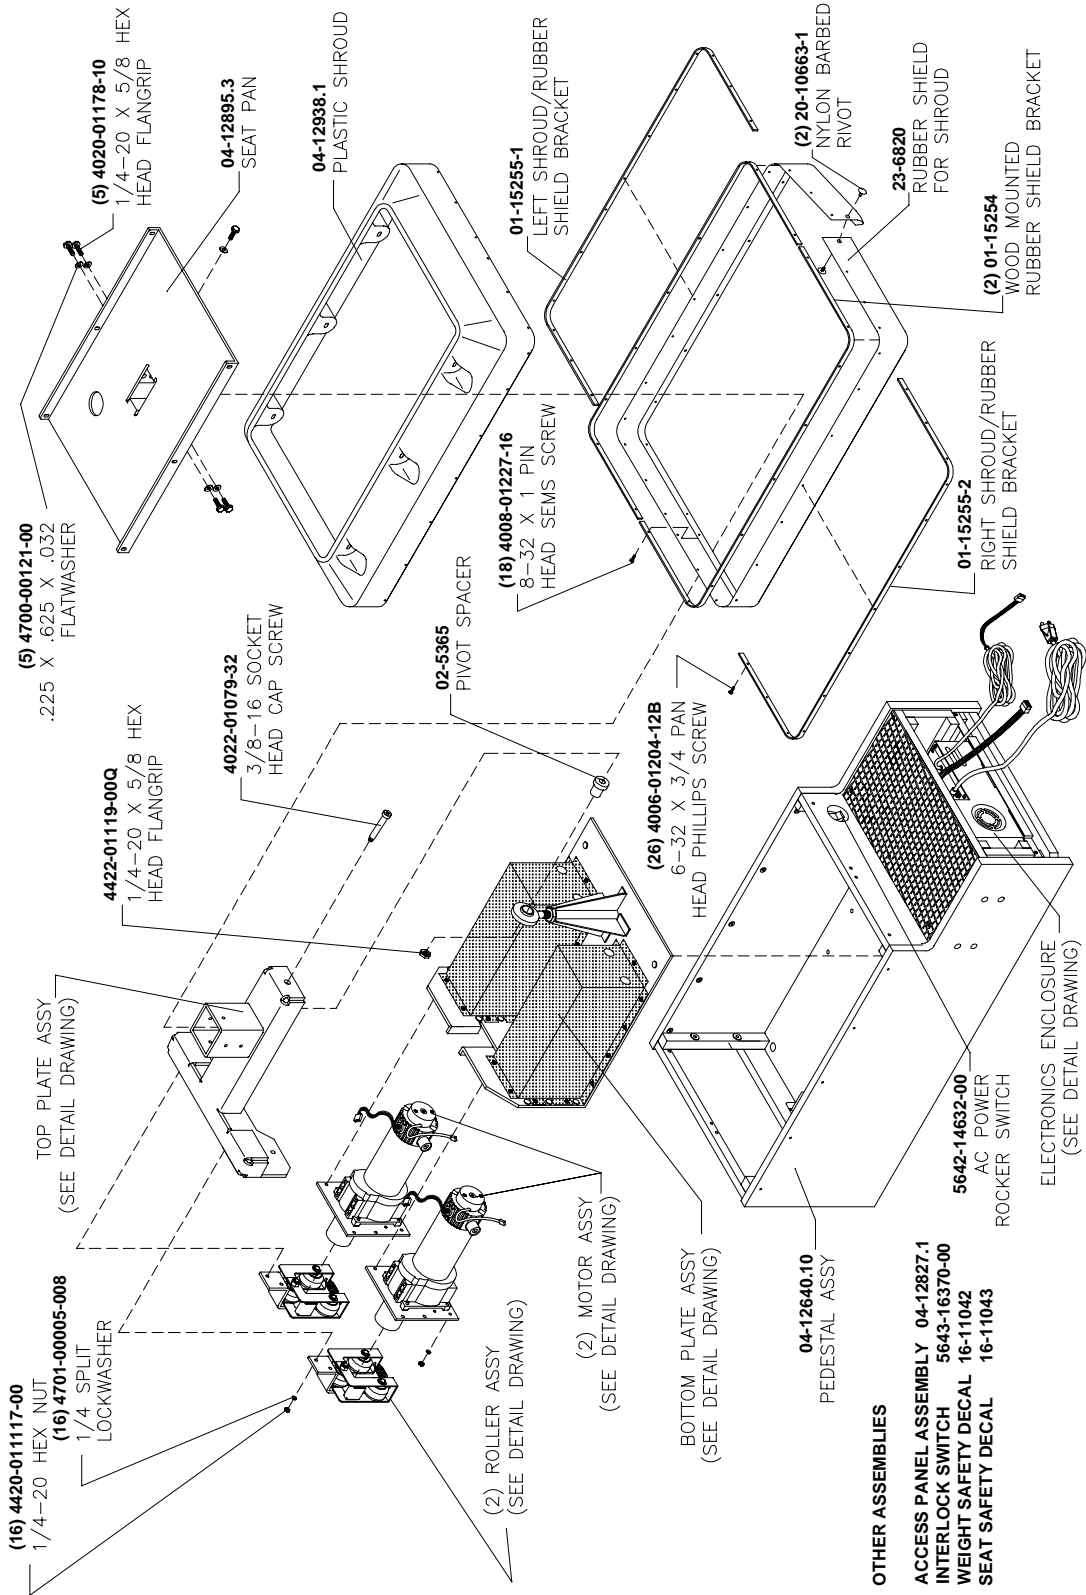 (16) 4420-011117-00
1/4-20 HEX NUT
(16) 4701-00005-008
1/4 SPLIT
LOCKWASHER
TOP PLATE ASSY
(SEE DETAIL DRAWING)
4422-01119-00Q
1/4-20 X 5/8 HEX
HEAD FLANGRIP
4022-01079-32
3/8-16 SOCKET
HEAD CAP SCREW
02-5365
PIVOT SPACER
(5) 4700-00121-00
.225 X .625 X .032
FLATWASHER
(5) 4020-01178-10
1/4-20 X 5/8 HEX
HEAD FLANGRIP
04-12895.3
SEAT PAN
04-12938.1
PLASTIC SHROUD
01-15255-1
LEFT SHROUD/RUBBER
SHIELD BRACKET
(18) 4008-01227-16
8-32 X 1 PIN
HEAD SEMS SCREW
(2) 20-10663-1
NYLON BARBED
RIVOT
23-6820
RUBBER SHIELD
FOR SHROUD
(2) 01-15254
WOOD MOUNTED
RUBBER SHIELD BRACKET
01-15255-2
RIGHT SHROUD/RUBBER
SHIELD BRACKET
(26) 4006-01204-12B
6-32 X 3/4 PAN
HEAD PHILLIPS SCREW
(2) ROLLER ASSY
(SEE DETAIL DRAWING)
(2) MOTOR ASSY
(SEE DETAIL DRAWING)
BOTTOM PLATE ASSY
(SEE DETAIL DRAWING)
04-12640.10
PEDESTAL ASSY
5642-14632-00
AC POWER
ROCKER SWITCH
ELECTRONICS ENCLOSURE
(SEE DETAIL DRAWING)
OTHER ASSEMBLIES
ACCESS PANEL ASSEMBLY 04-12827.1
INTERLOCK SWITCH 5643-16370-00
WEIGHT SAFETY DECAL 16-11042
SEAT SAFETY DECAL 16-11043